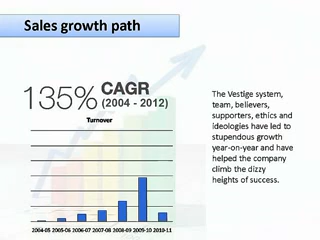 Sales growth path
135% CAGR
(2004 - 2012)
Turnover
2004-05 2005-06 2006-07 2007-08 2008-09 2009-10 2010-11
The Vestige system,
team, believers,
supporters, ethics and
ideologies have led to
stupendous growth
year-on-year and have
helped the company
climb the dizzy
heights of success.